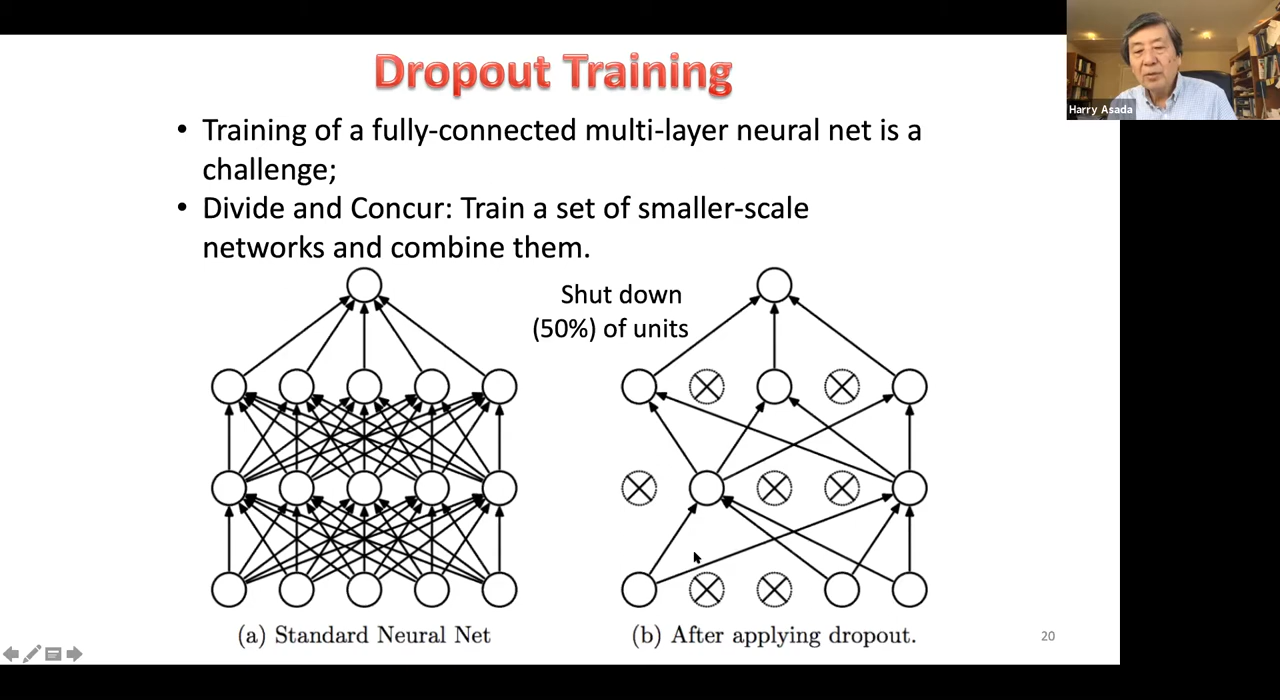 Dropout Training
• Training of a fully-connected multi-layer neural net is a
challenge;
• Divide and Concur: Train a set of smaller-scale
networks and combine them.
Shut down
(50%) of units
(a) Standard Neural Net
(b) After applying dropout.
20
Harry Asada